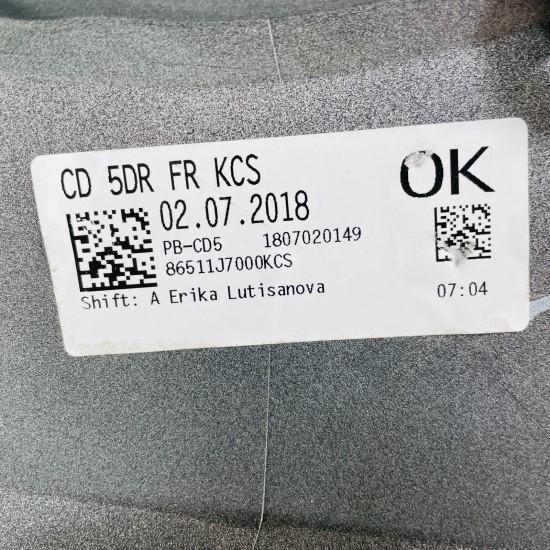 CD 5DR FR KCS OK
02.07.2018
PB-CD5 1807020149
86511J7000KCS
Shift: A Erika Lutisanova 07:04